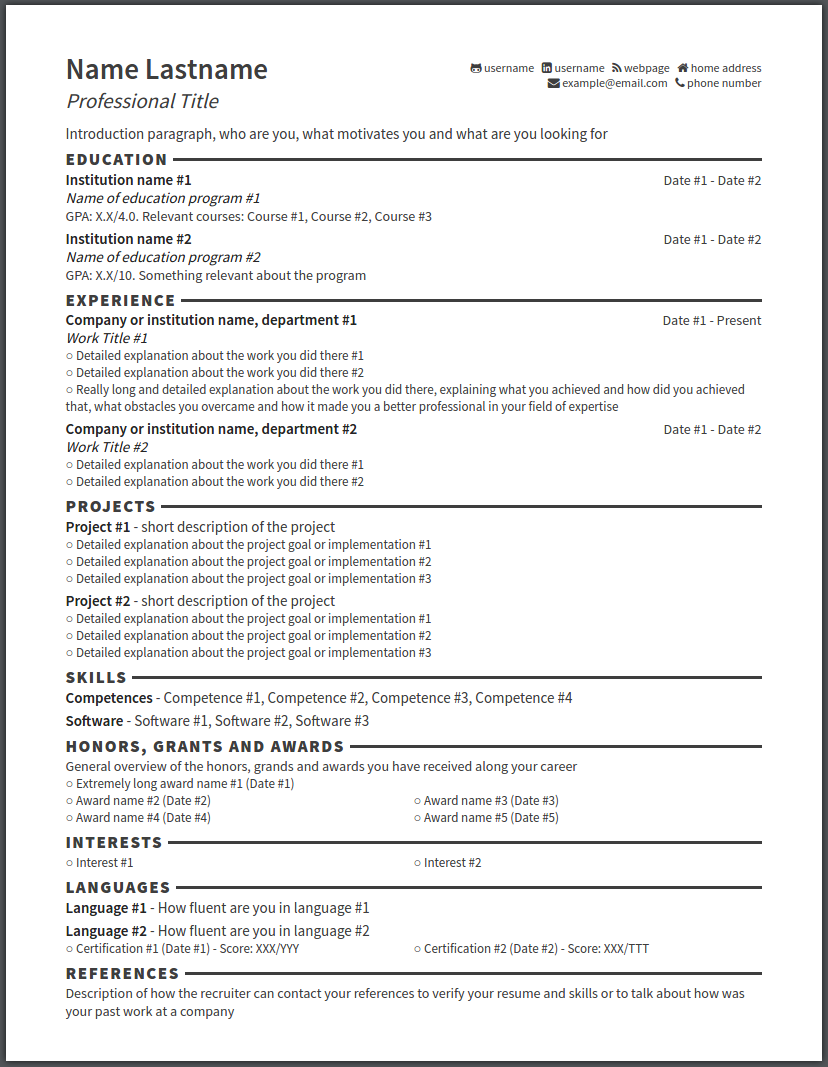 Name Lastname
username username webpage home address
example@email.com phone number
Professional Title
Introduction paragraph, who are you, what motivates you and what are you looking for
EDUCATION
Institution name #1 Date #1 - Date #2
Name of education program #1
GPA: X.X/4.0. Relevant courses: Course #1, Course #2, Course #3
Institution name #2 Date #1 - Date #2
Name of education program #2
GPA: X.X/10. Something relevant about the program
EXPERIENCE
Company or institution name, department #1 Date #1 - Present
Work Title #1
○ Detailed explanation about the work you did there #1
○ Detailed explanation about the work you did there #2
○ Really long and detailed explanation about the work you did there, explaining what you achieved and how did you achieved
that, what obstacles you overcame and how it made you a better professional in your field of expertise
Company or institution name, department #2 Date #1 - Date #2
Work Title #2
○ Detailed explanation about the work you did there #1
○ Detailed explanation about the work you did there #2
PROJECTS
Project #1 - short description of the project
○ Detailed explanation about the project goal or implementation #1
○ Detailed explanation about the project goal or implementation #2
○ Detailed explanation about the project goal or implementation #3
Project #2 - short description of the project
○ Detailed explanation about the project goal or implementation #1
○ Detailed explanation about the project goal or implementation #2
○ Detailed explanation about the project goal or implementation #3
SKILLS
Competences - Competence #1, Competence #2, Competence #3, Competence #4
Software - Software #1, Software #2, Software #3
HONORS, GRANTS AND AWARDS
General overview of the honors, grands and awards you have received along your career
○ Extremely long award name #1 (Date #1)
○ Award name #2 (Date #2) ○ Award name #3 (Date #3)
○ Award name #4 (Date #4) ○ Award name #5 (Date #5)
INTERESTS
○ Interest #1 ○ Interest #2
LANGUAGES
Language #1 - How fluent are you in language #1
Language #2 - How fluent are you in language #2
○ Certification #1 (Date #1) - Score: XXX/YYY ○ Certification #2 (Date #2) - Score: XXX/TTT
REFERENCES
Description of how the recruiter can contact your references to verify your resume and skills or to talk about how was
your past work at a company